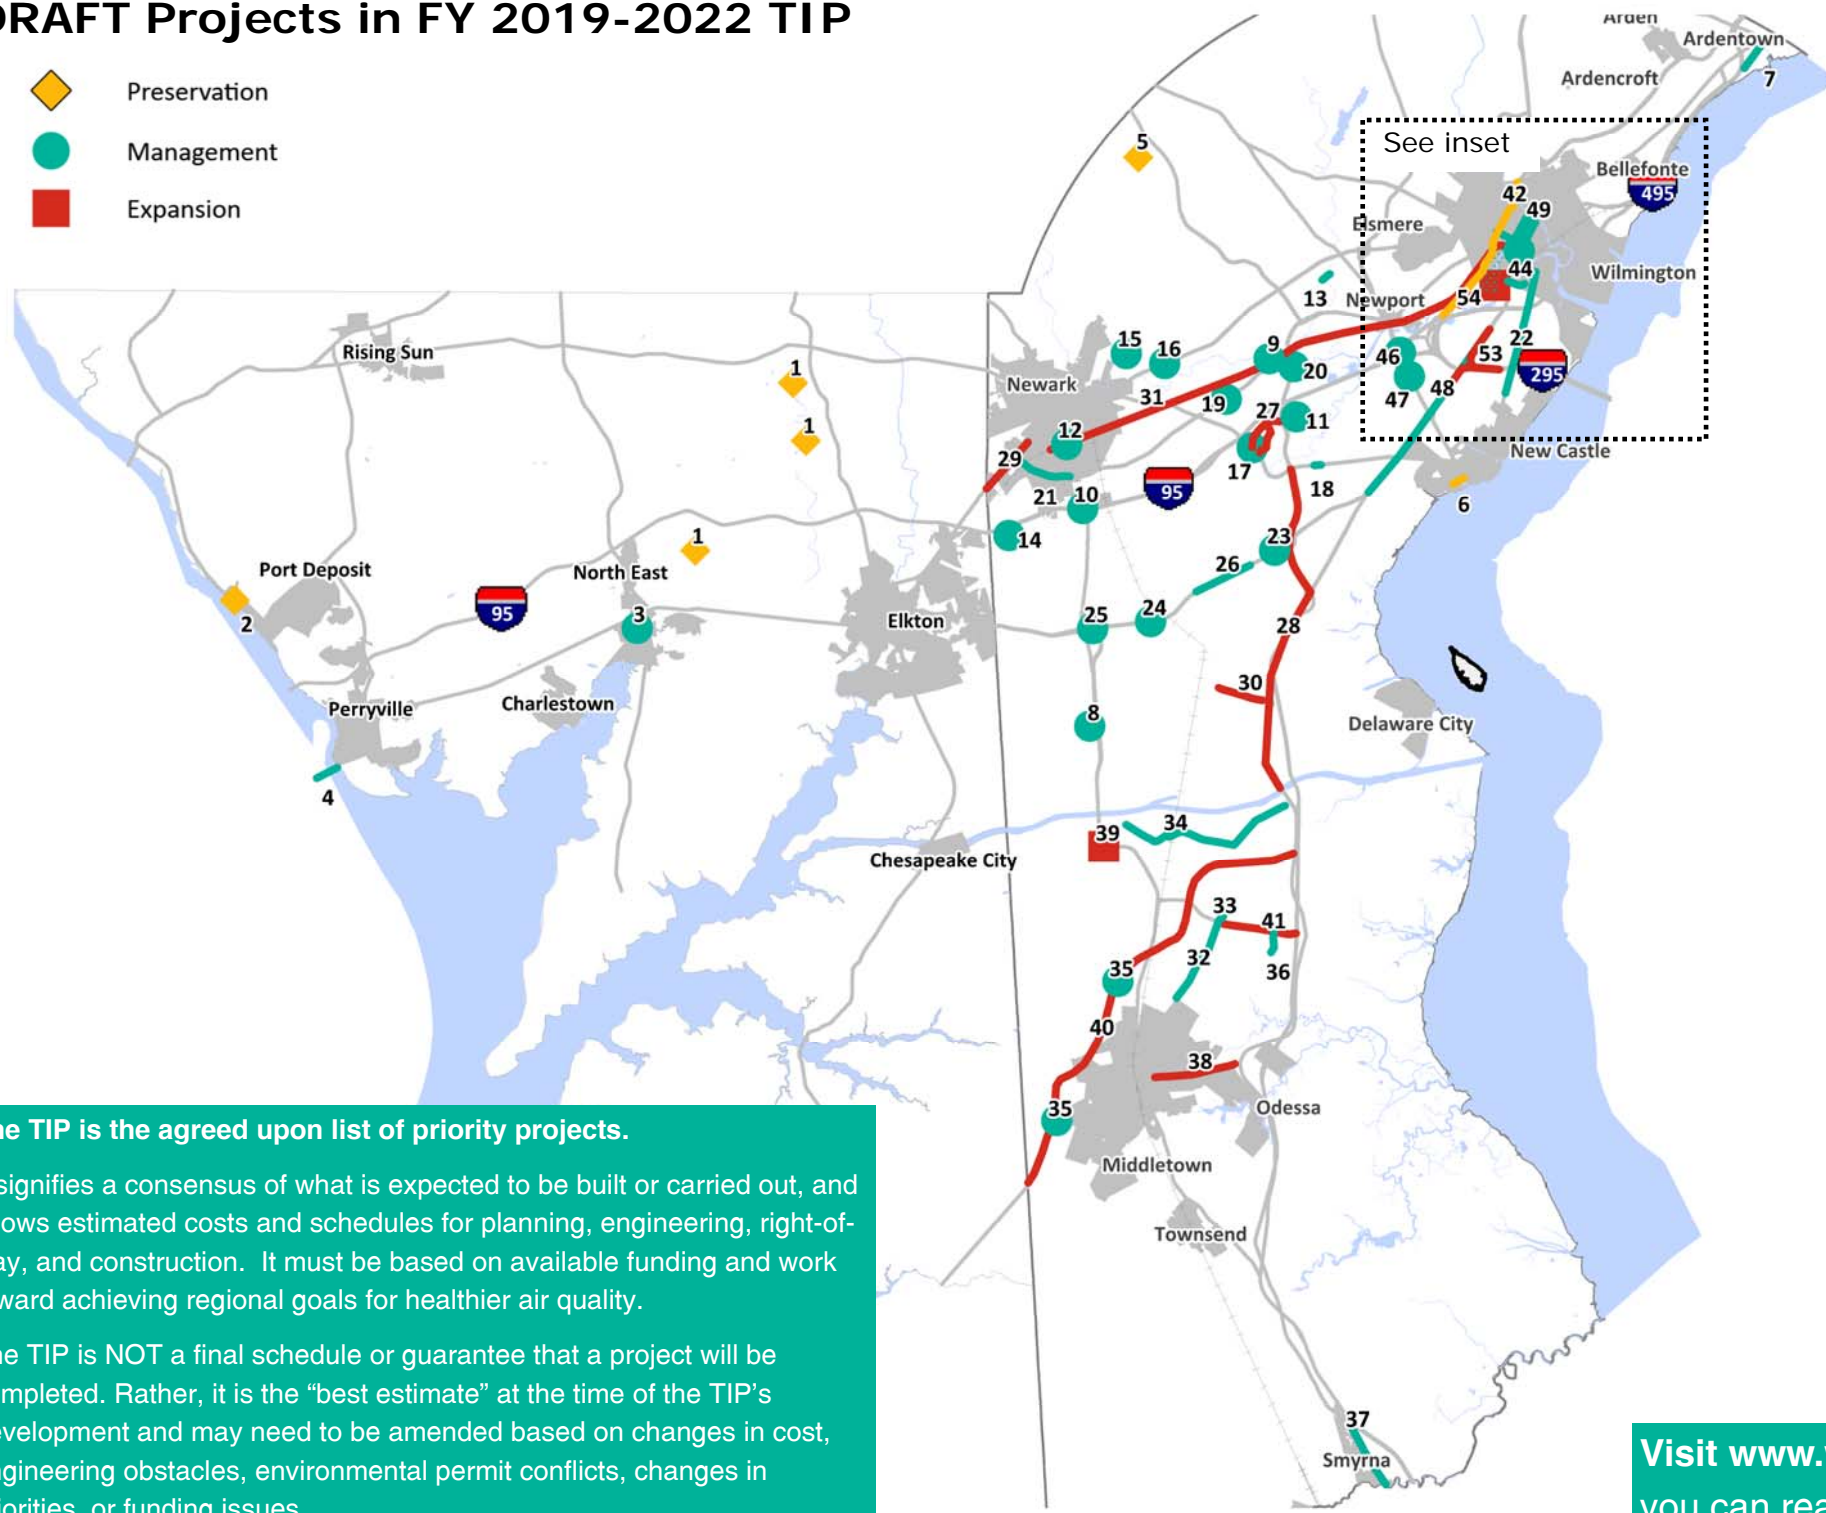 DRAFT Projects in FY 2019-2022 TIP
Preservation
Management
Expansion
Arden
Ardentown
7
Ardencroft
5
See inset
Bellefonte
495
42
49
Elsmere
Wilmington
44
13
Newport
54
22
53
295
46
47
48
New Castle
6
Rising Sun
1
1
1
15
16
9
20
Newark
31
19
27
11
12
29
17
18
21
10
95
14
23
26
Port Deposit
North East
95
2
3
Elkton
25
24
28
30
Perryville
Charlestown
8
Delaware City
4
39
34
Chesapeake City
33
41
32
36
35
40
38
35
Odessa
Middletown
Townsend
37
Smyrna
he TIP is the agreed upon list of priority projects.
signifies a consensus of what is expected to be built or carried out, and
ows estimated costs and schedules for planning, engineering, right-of-
ay, and construction. It must be based on available funding and work
ward achieving regional goals for healthier air quality.
he TIP is NOT a final schedule or guarantee that a project will be
mpleted. Rather, it is the “best estimate” at the time of the TIP’s
evelopment and may need to be amended based on changes in cost,
gineering obstacles, environmental permit conflicts, changes in
iorities, or funding issues
Visit www.
you can rea